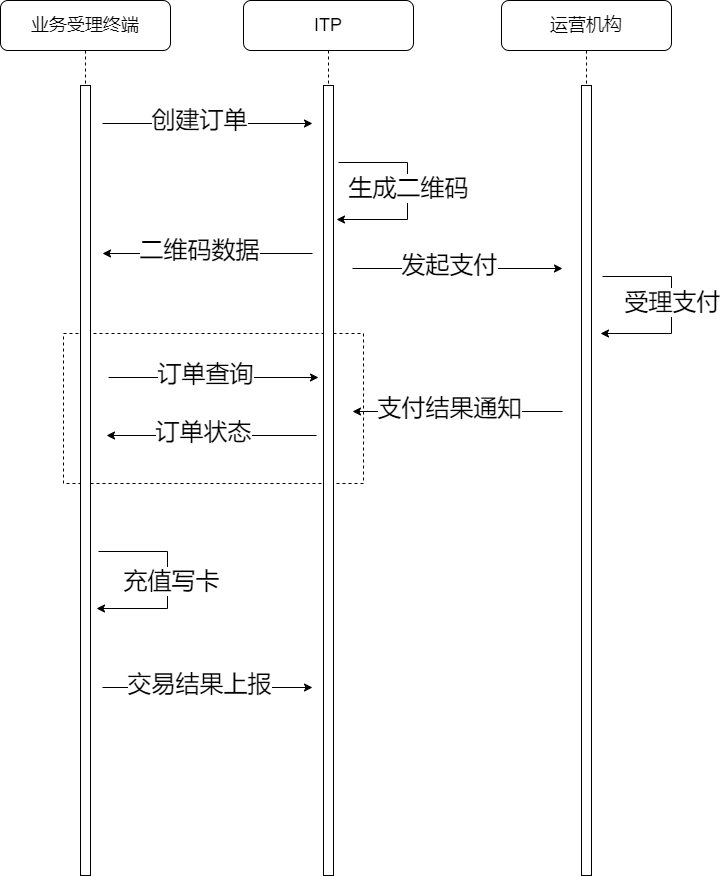 业务受理终端
ITP
运营机构
创建订单
生成二维码
二维码数据
发起支付
受理支付
订单查询
支付结果通知
订单状态
充值写卡
交易结果上报